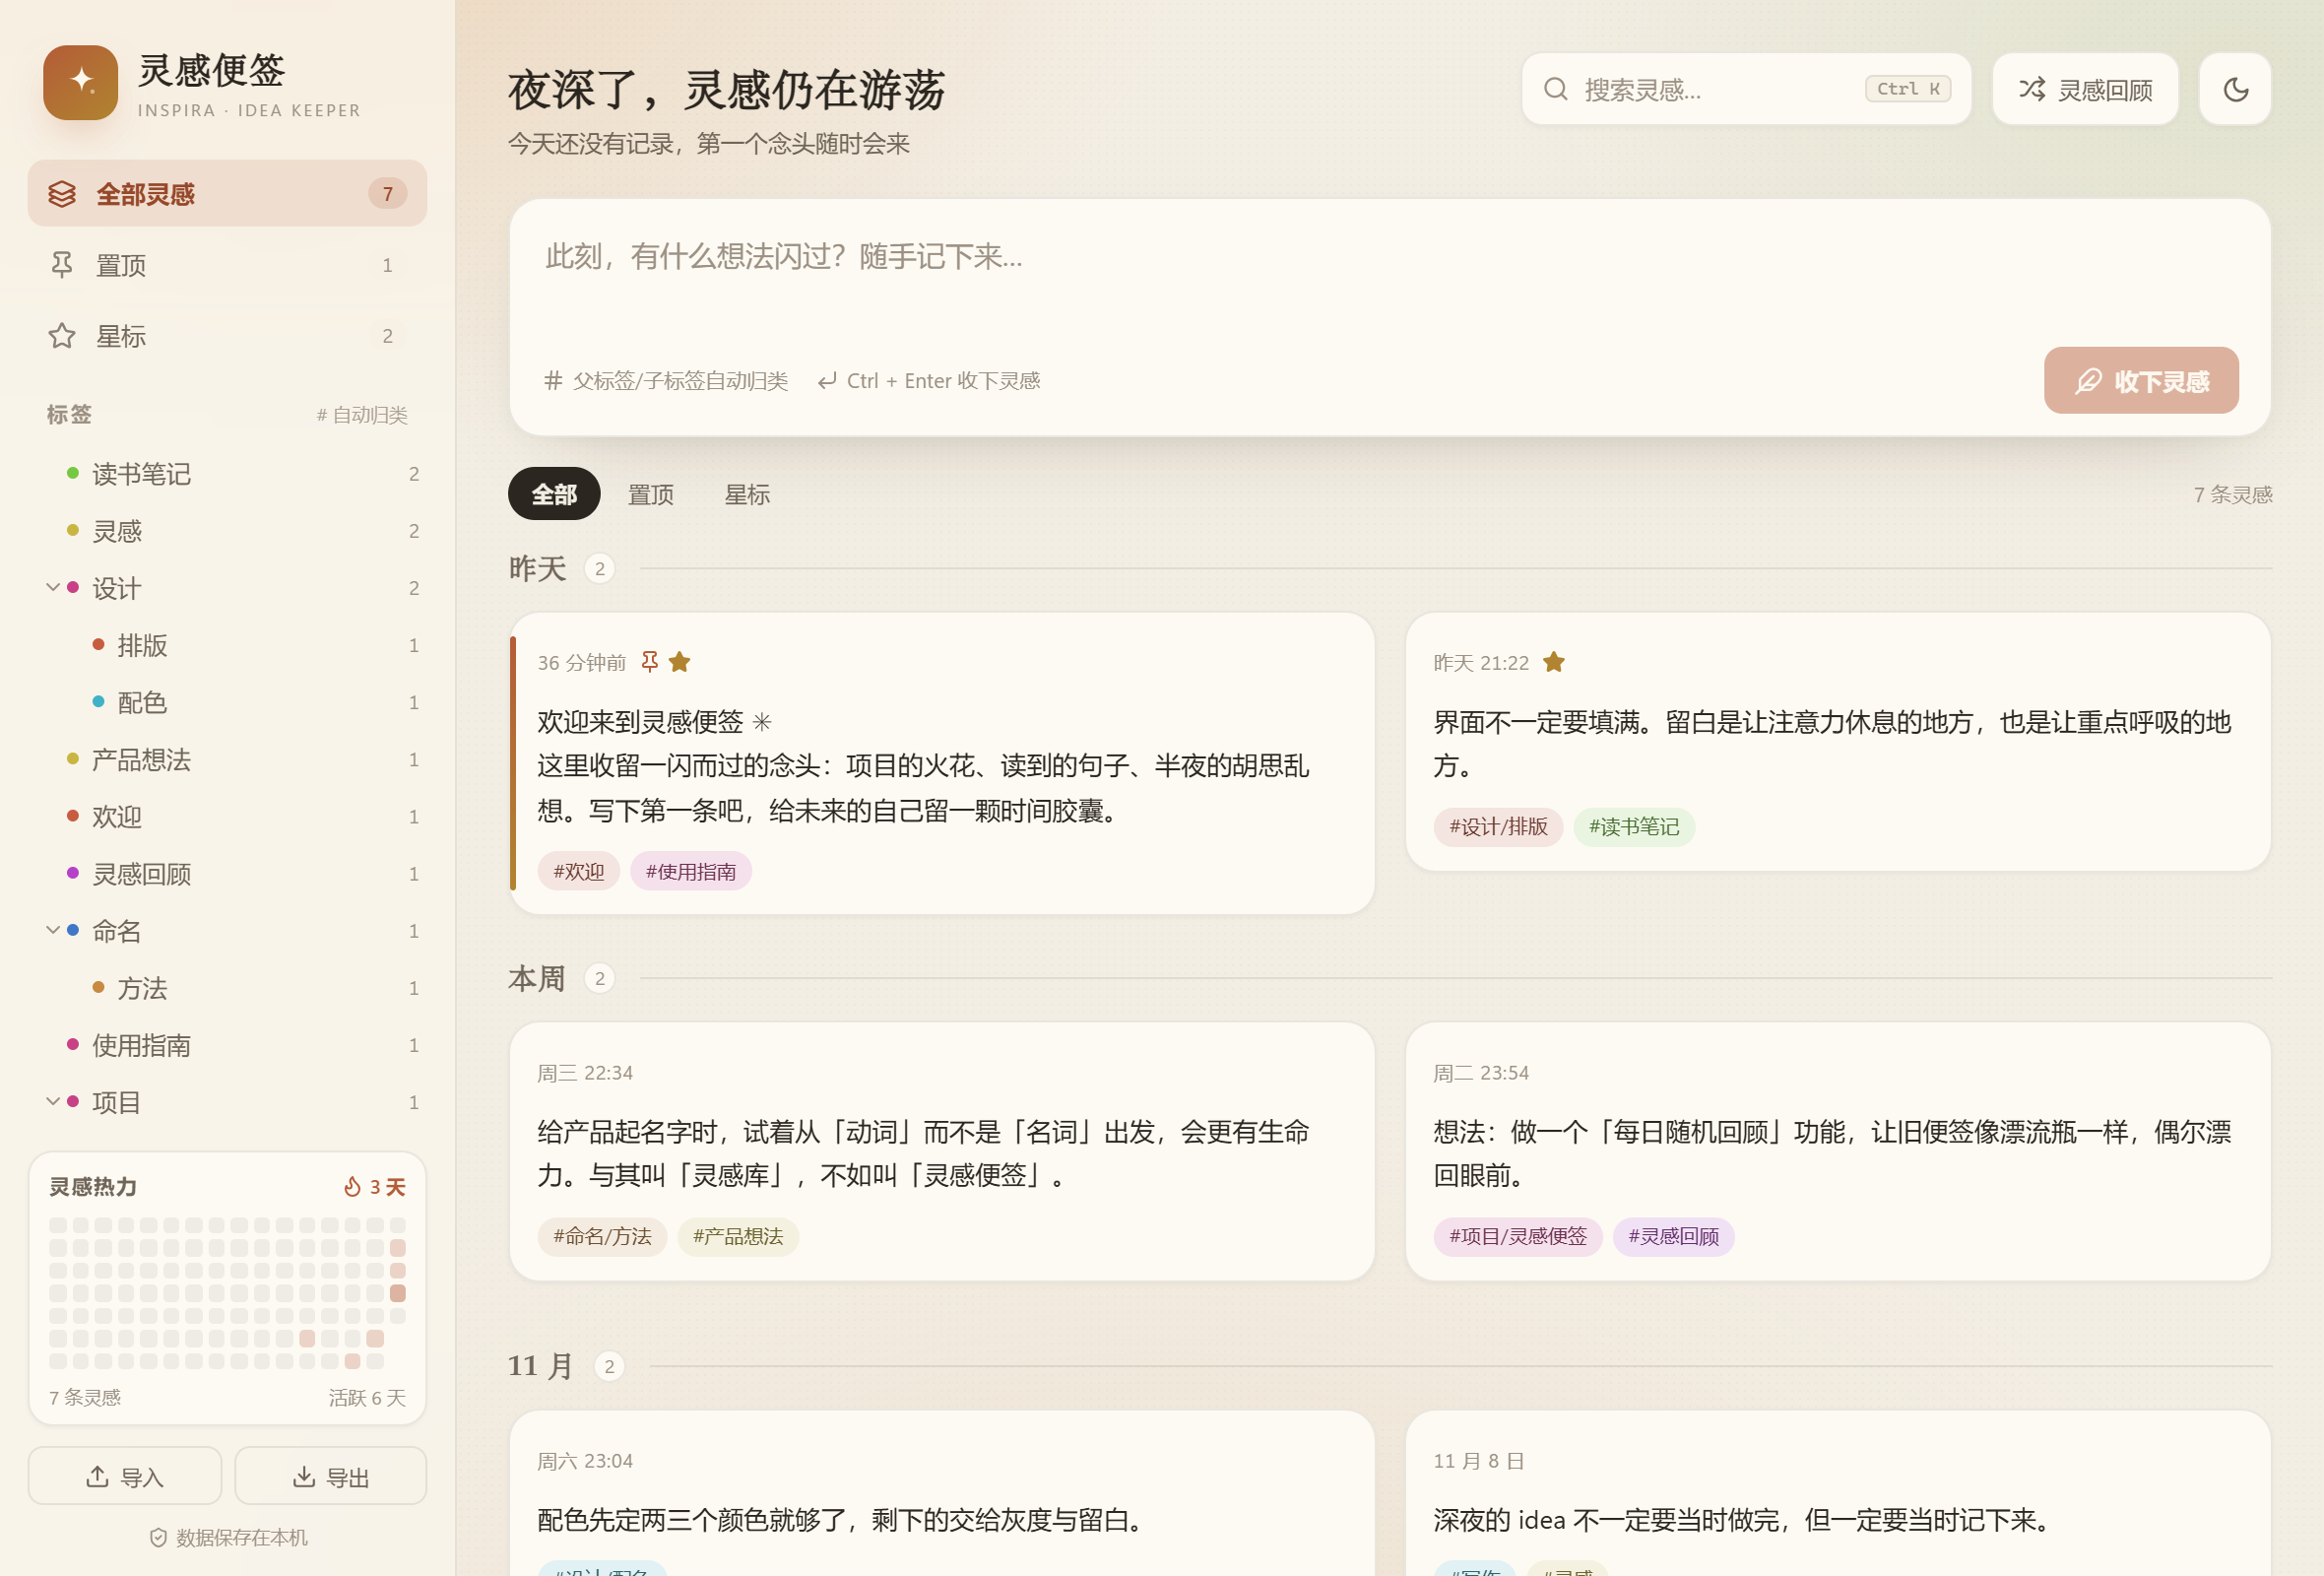 灵感便签
INSPIRA · IDEA KEEPER
全部灵感 7
置顶 1
星标 2
标签 # 自动归类
读书笔记 2
灵感 2
设计 2
排版 1
配色 1
产品想法 1
欢迎 1
灵感回顾 1
命名 1
方法 1
使用指南 1
项目 1
灵感热力 3 天
7 条灵感 活跃 6 天
导入 导出
数据保存在本机
夜深了，灵感仍在游荡
今天还没有记录，第一个念头随时会来
搜索灵感... Ctrl K 灵感回顾
此刻，有什么想法闪过？随手记下来...
# 父标签/子标签自动归类 Ctrl + Enter 收下灵感
收下灵感
全部 置顶 星标 7 条灵感
昨天 2
36 分钟前
欢迎来到灵感便签 ✳
这里收留一闪而过的念头：项目的火花、读到的句子、半夜的胡思乱
想。写下第一条吧，给未来的自己留一颗时间胶囊。
#欢迎 #使用指南
昨天 21:22
界面不一定要填满。留白是让注意力休息的地方，也是让重点呼吸的地
方。
#设计/排版 #读书笔记
本周 2
周三 22:34
给产品起名字时，试着从「动词」而不是「名词」出发，会更有生命
力。与其叫「灵感库」，不如叫「灵感便签」。
#命名/方法 #产品想法
周二 23:54
想法：做一个「每日随机回顾」功能，让旧便签像漂流瓶一样，偶尔漂
回眼前。
#项目/灵感便签 #灵感回顾
11 月 2
周六 23:04
配色先定两三个颜色就够了，剩下的交给灰度与留白。
#设计/配色
11 月 8 日
深夜的 idea 不一定要当时做完，但一定要当时记下来。
#写作 #灵感